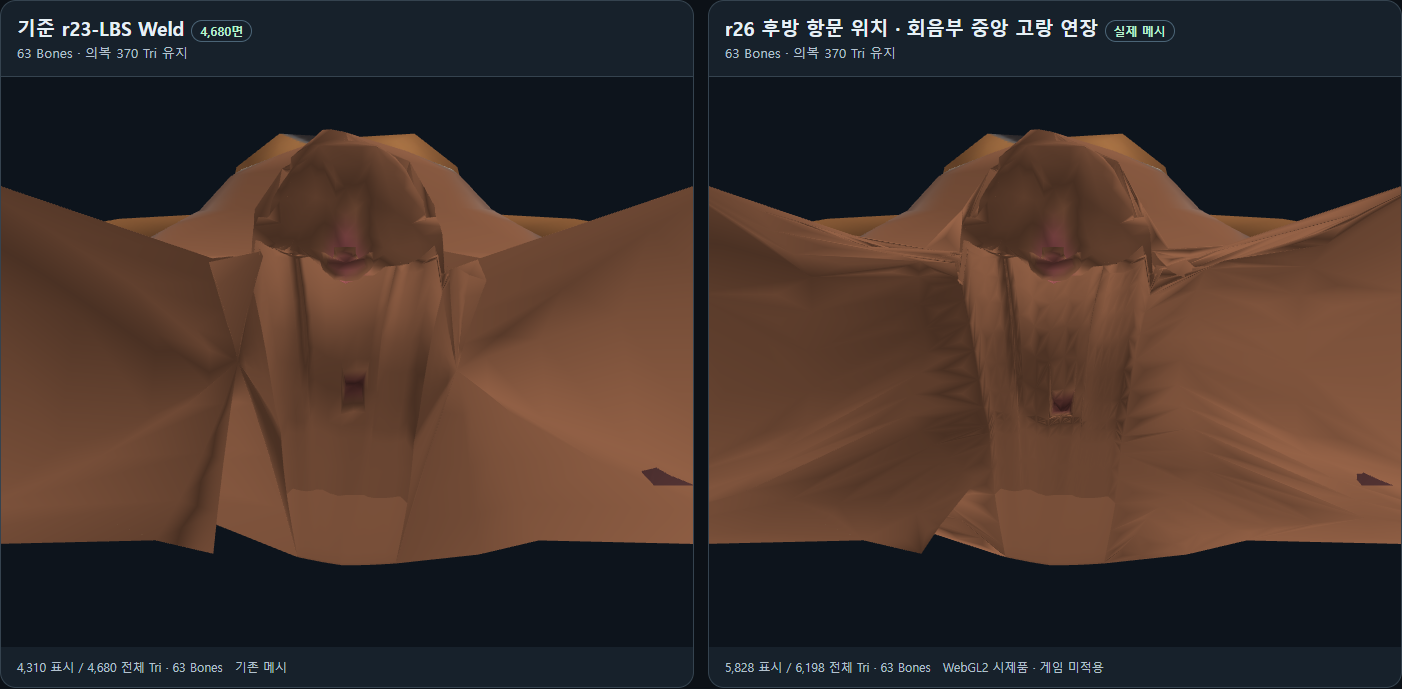 기준 r23-LBS Weld 4,680면
63 Bones · 의복 370 Tri 유지
4,310 표시 / 4,680 전체 Tri · 63 Bones 기존 메시
r26 후방 항문 위치 · 회음부 중앙 고랑 연장 실제 메시
63 Bones · 의복 370 Tri 유지
5,828 표시 / 6,198 전체 Tri · 63 Bones WebGL2 시제품 · 게임 미적용